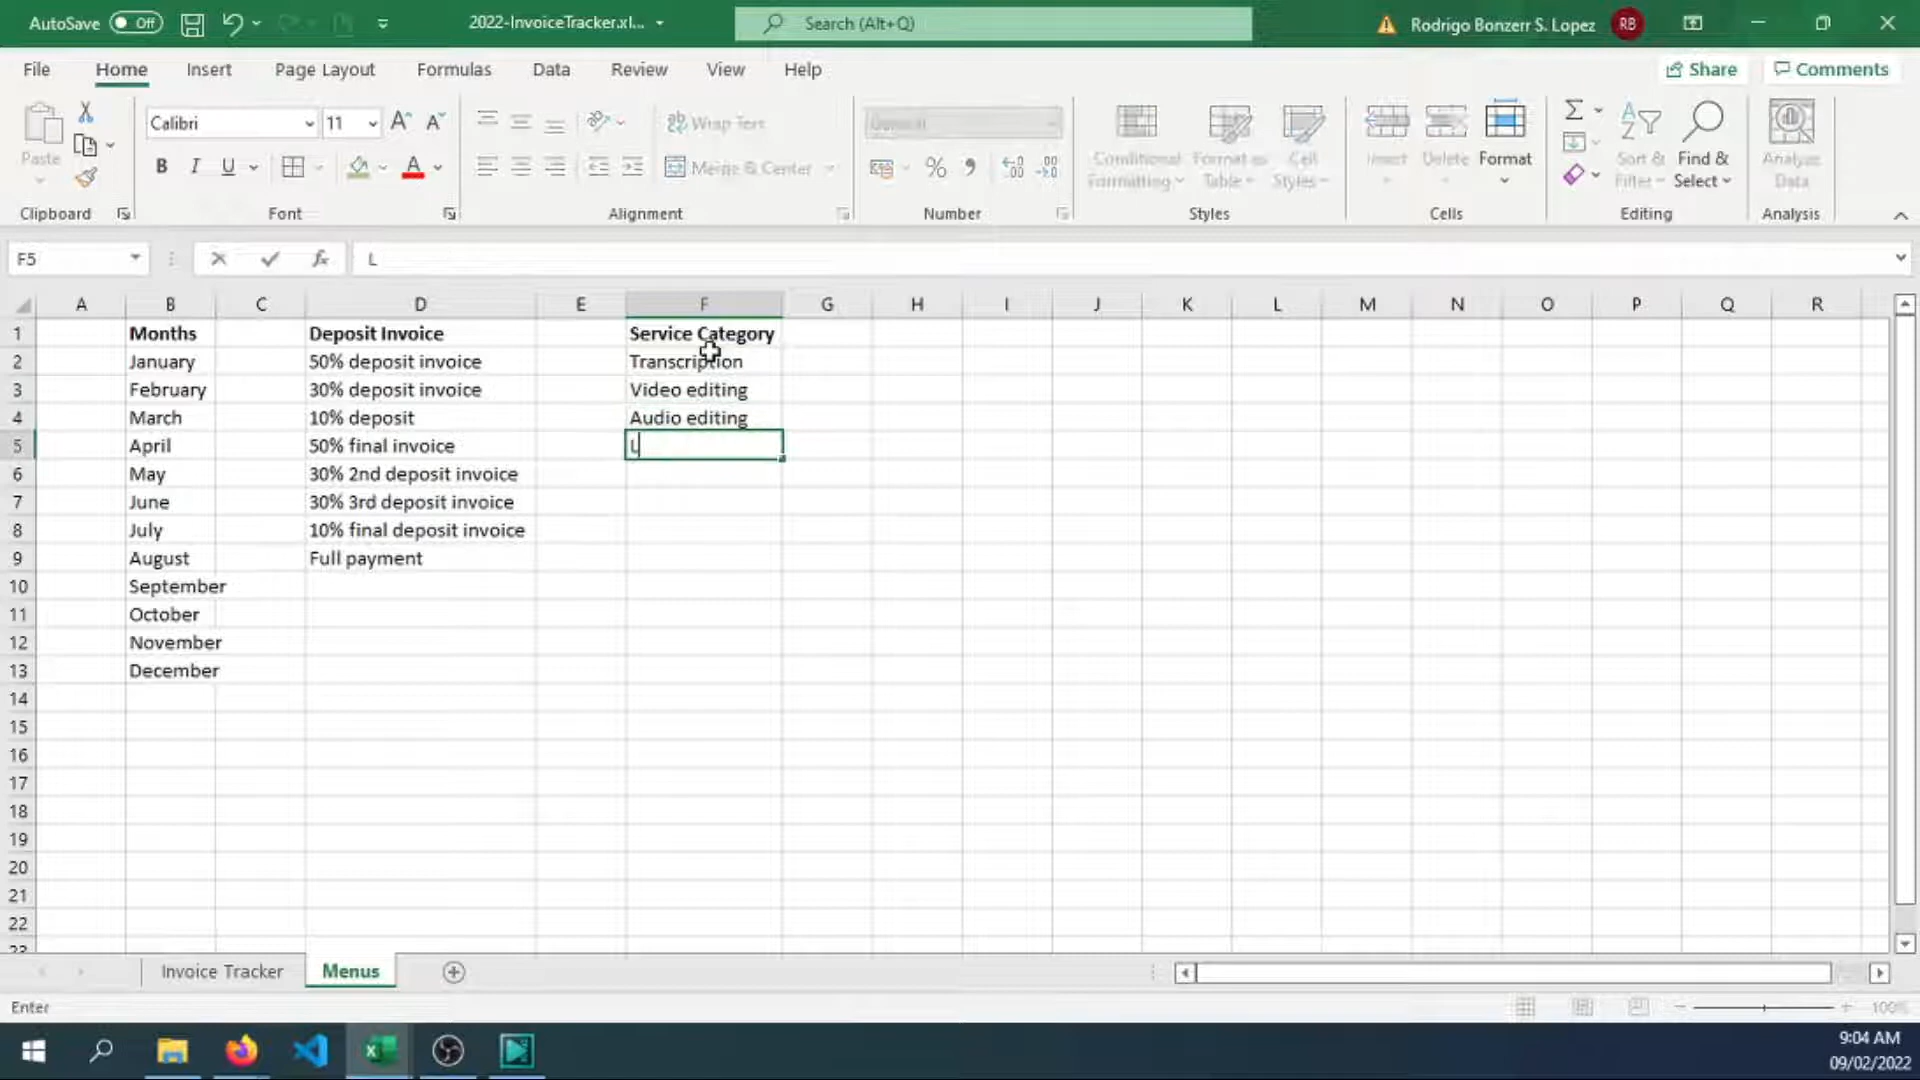 AutoSave Off 2022-InvoiceTracker.xl... Search (Alt+Q) Rodrigo Bonzerr S. Lopez RB
File Home Insert Page Layout Formulas Data Review View Help Share Comments
Calibri 11 Wrap Text General
Paste B I U Merge & Center % Conditional Formatting Format as Table Cell Styles Insert Delete Format Sort & Filter Find & Select Analyze Data
Clipboard Font Alignment Number Styles Cells Editing Analysis
F5 fx L
A B C D E F G H I J K L M N O P Q R
1 Months Deposit Invoice Service Category
2 January 50% deposit invoice Transcription
3 February 30% deposit invoice Video editing
4 March 10% deposit Audio editing
5 April 50% final invoice L
6 May 30% 2nd deposit invoice
7 June 30% 3rd deposit invoice
8 July 10% final deposit invoice
9 August Full payment
10 September
11 October
12 November
13 December
14
15
16
17
18
19
20
21
22
23
Invoice Tracker Menus
Enter 100%
9:04 AM
09/02/2022